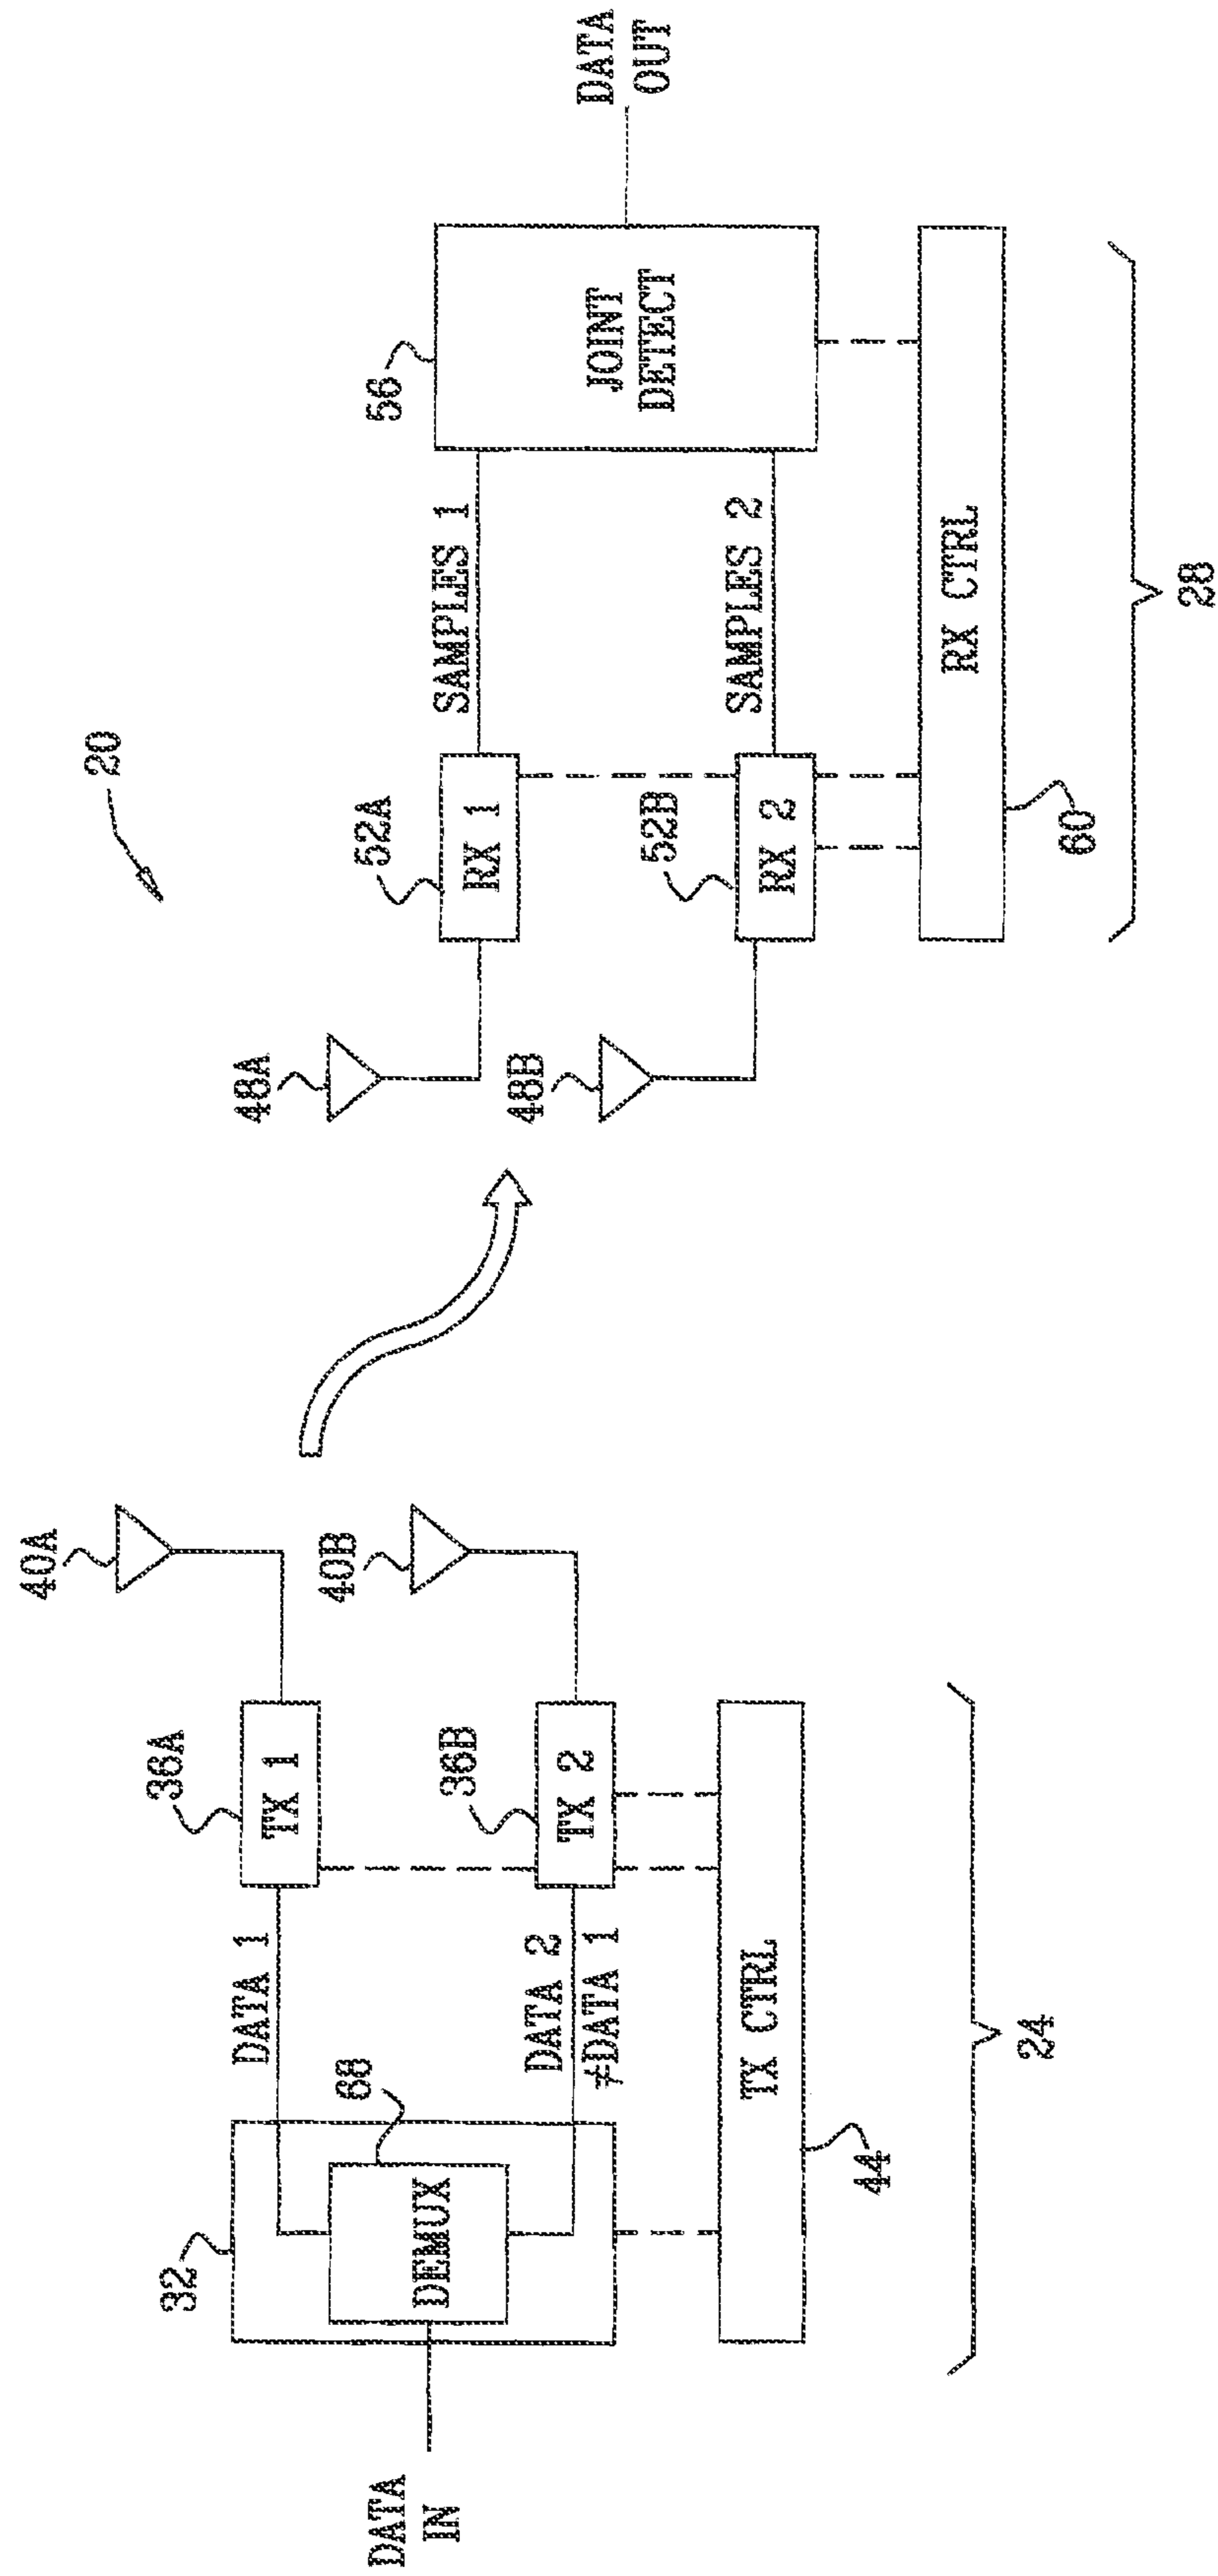 20
40A
36A
DATA 1
TX 1
32
68
DEMUX
DATA
IN
40B
36B
DATA 2
≠DATA 1
TX 2
TX CTRL
44
24
48A
52A
RX 1
SAMPLES 1
48B
52B
RX 2
SAMPLES 2
56
JOINT
DETECT
DATA
OUT
RX CTRL
60
28